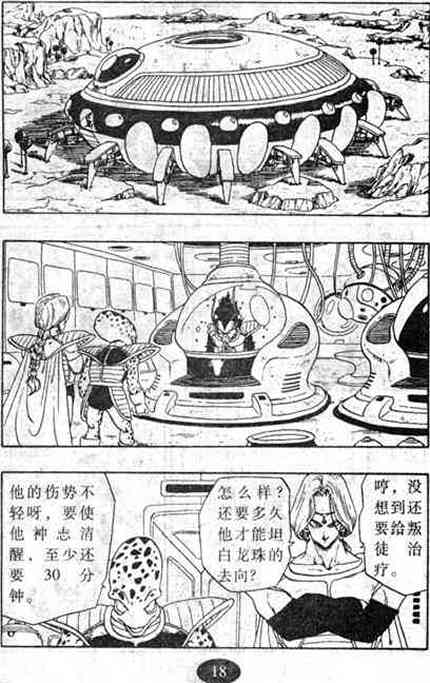 哼，没
想到还
要给叛
徒治
疗。
怎么样？
还要多久
他才能坦
白龙珠的
去向？
他的伤势不
轻呀，要使
他神志清
醒、至少还
要 30 分
钟。
18